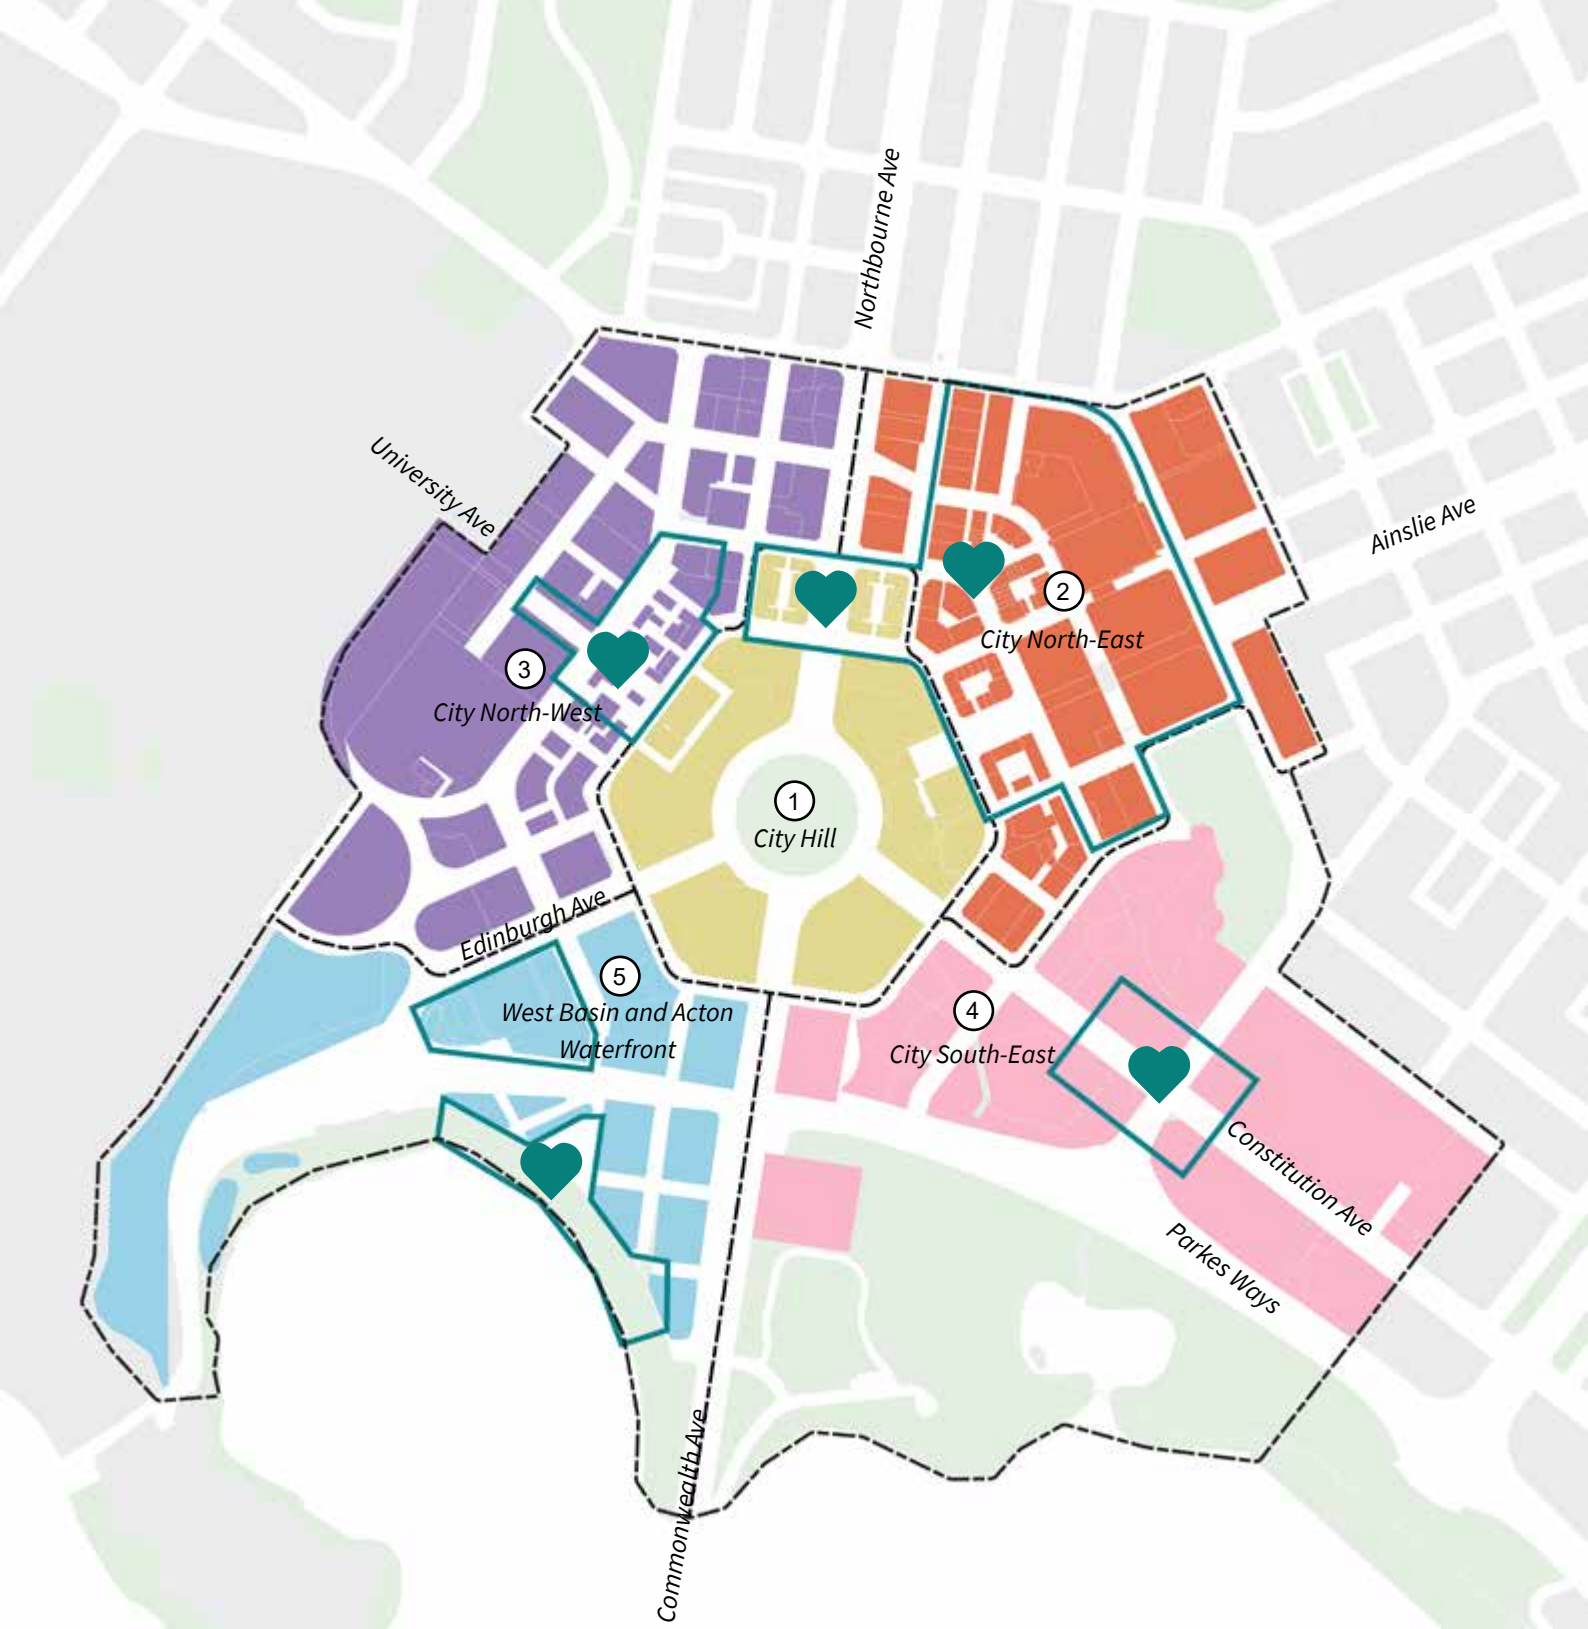 Northbourne Ave
University Ave
Ainslie Ave
2
City North-East
3
City North-West
1
City Hill
Edinburgh Ave
5
West Basin and Acton
Waterfront
4
City South-East
Constitution Ave
Parkes Ways
Commonwealth Ave